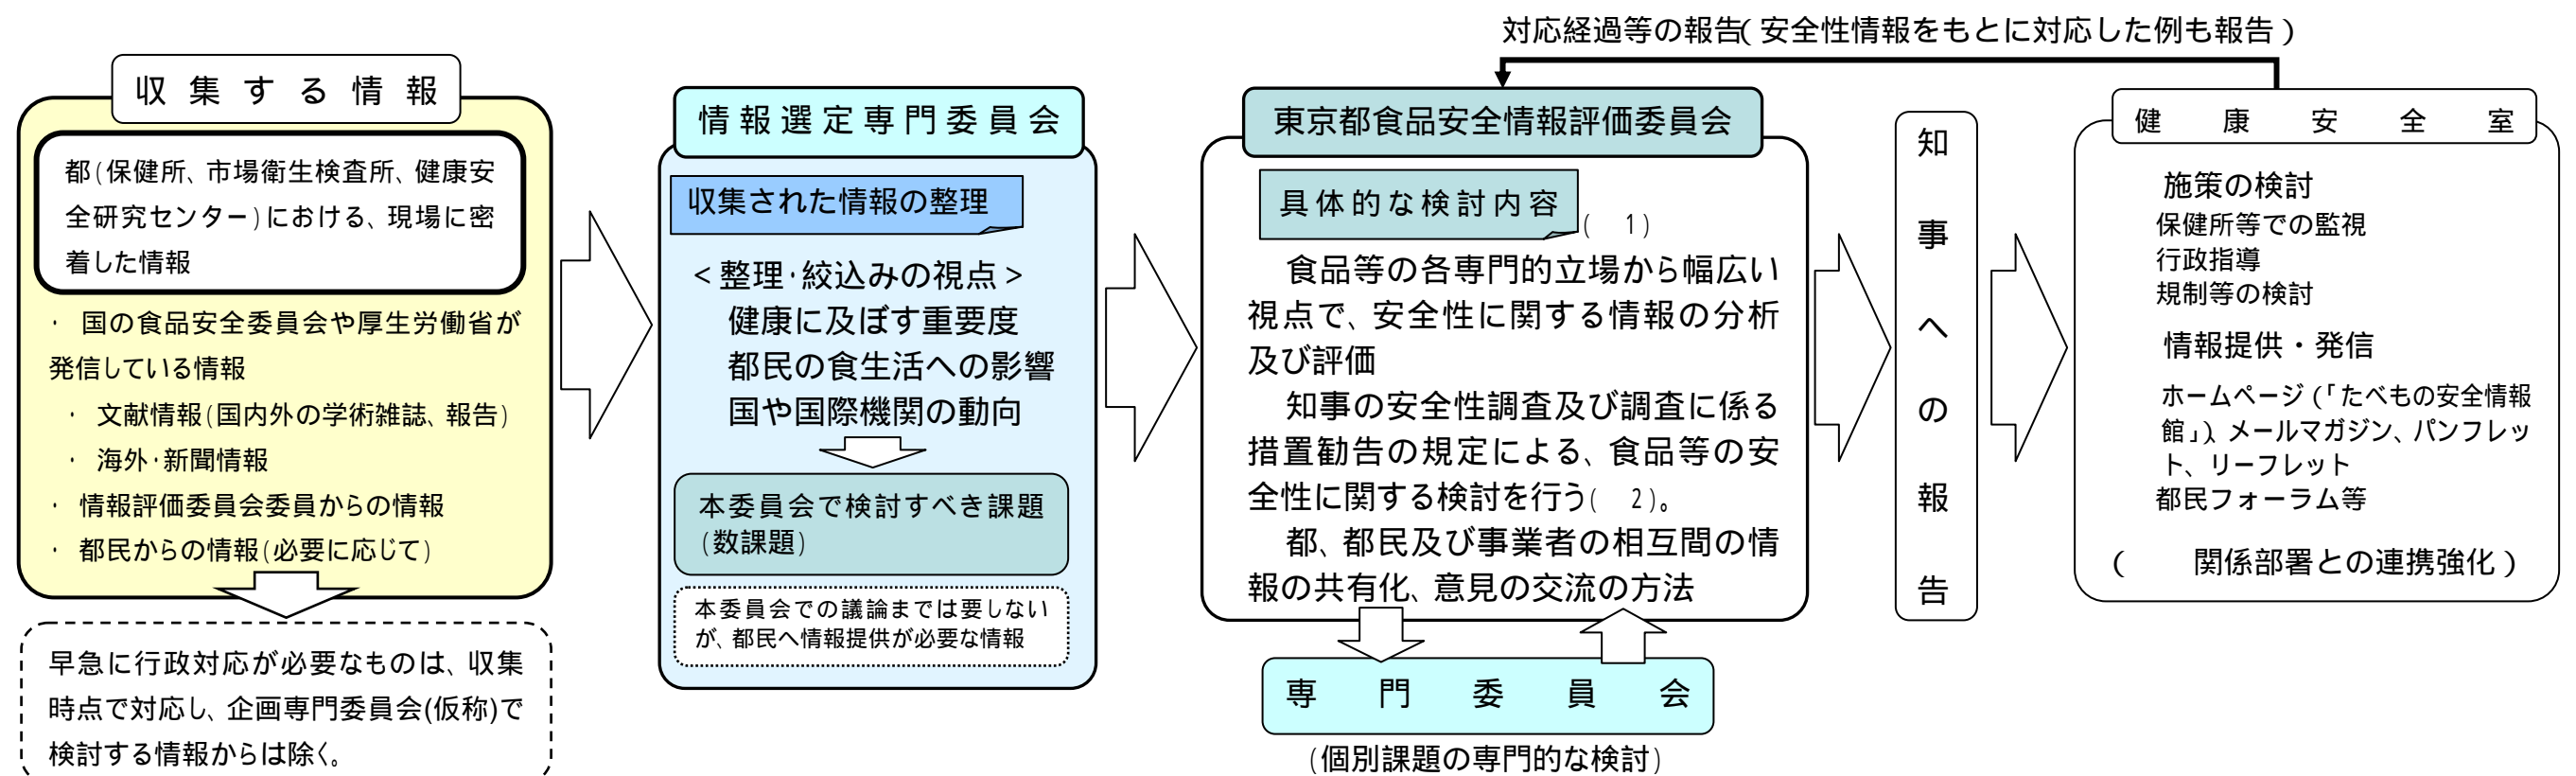 対応経過等の報告(安全性情報をもとに対応した例も報告)
収集する情報
都(保健所、市場衛生検査所、健康安
全研究センター)における、現場に密
着した情報
・ 国の食品安全委員会や厚生労働省が
発信している情報
・ 文献情報(国内外の学術雑誌、報告)
・ 海外・新聞情報
・ 情報評価委員会委員からの情報
・ 都民からの情報(必要に応じて)
早急に行政対応が必要なものは、収集
時点で対応し、企画専門委員会(仮称)で
検討する情報からは除く。
情報選定専門委員会
収集された情報の整理
<整理・絞込みの視点>
健康に及ぼす重要度
都民の食生活への影響
国や国際機関の動向
本委員会で検討すべき課題
(数課題)
本委員会での議論までは要しない
が、都民へ情報提供が必要な情報
東京都食品安全情報評価委員会
具体的な検討内容
( 1)
食品等の各専門的立場から幅広い
視点で、安全性に関する情報の分析
及び評価
知事の安全性調査及び調査に係る
措置勧告の規定による、食品等の安
全性に関する検討を行う( 2)。
都、都民及び事業者の相互間の情
報の共有化、意見の交流の方法
専門委員会
(個別課題の専門的な検討)
知事への報告
健康安全室
施策の検討
保健所等での監視
行政指導
規制等の検討
情報提供・発信
ホームページ(「たべもの安全情報
館」)、メールマガジン、パンフレッ
ト、リーフレット
都民フォーラム等
( 関係部署との連携強化)